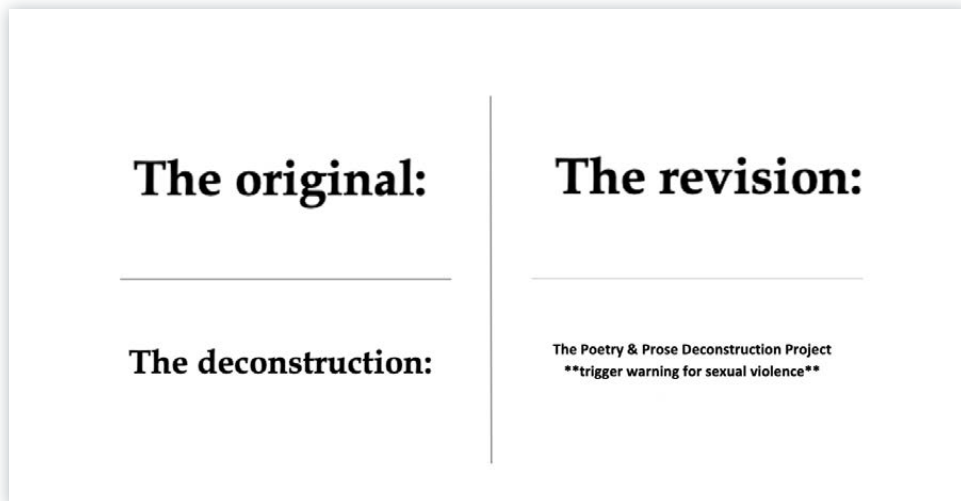 The original:
The deconstruction:
The revision:
The Poetry & Prose Deconstruction Project
**trigger warning for sexual violence**